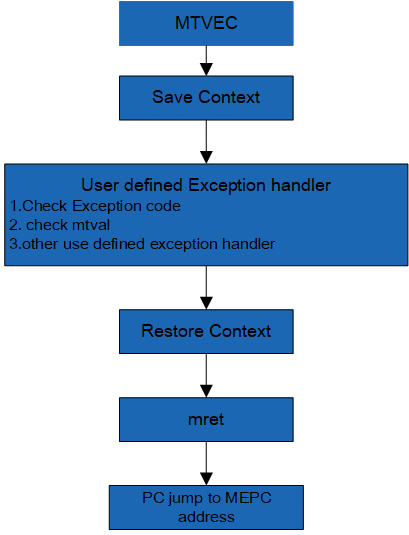 MTVEC
Save Context
User defined Exception handler
1.Check Exception code
2. check mtval
3.other use defined exception handler
Restore Context
mret
PC jump to MEPC
address